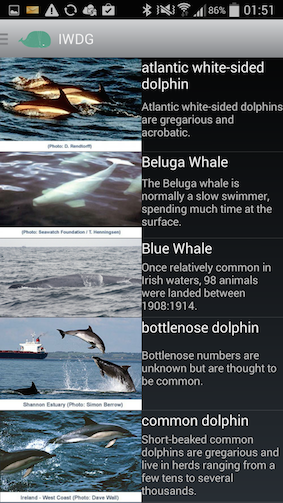 86% 01:51
IWDG
atlantic white-sided
dolphin
Atlantic white-sided dolphins
are gregarious and
acrobatic.
(Photo: D. Rendtorff)
Beluga Whale
The Beluga whale is
normally a slow swimmer,
spending much time at the
surface.
(Photo: Seawatch Foundation / T. Henningsen)
Blue Whale
Once relatively common in
Irish waters, 98 animals
were landed between
1908:1914.
bottlenose dolphin
Bottlenose numbers are
unknown but are thought to
be common.
Shannon Estuary (Photo: Simon Berrow)
common dolphin
Short-beaked common
dolphins are gregarious and
live in herds ranging from a
few tens to several
thousands.
Ireland - West Coast (Photo: Dave Wall)